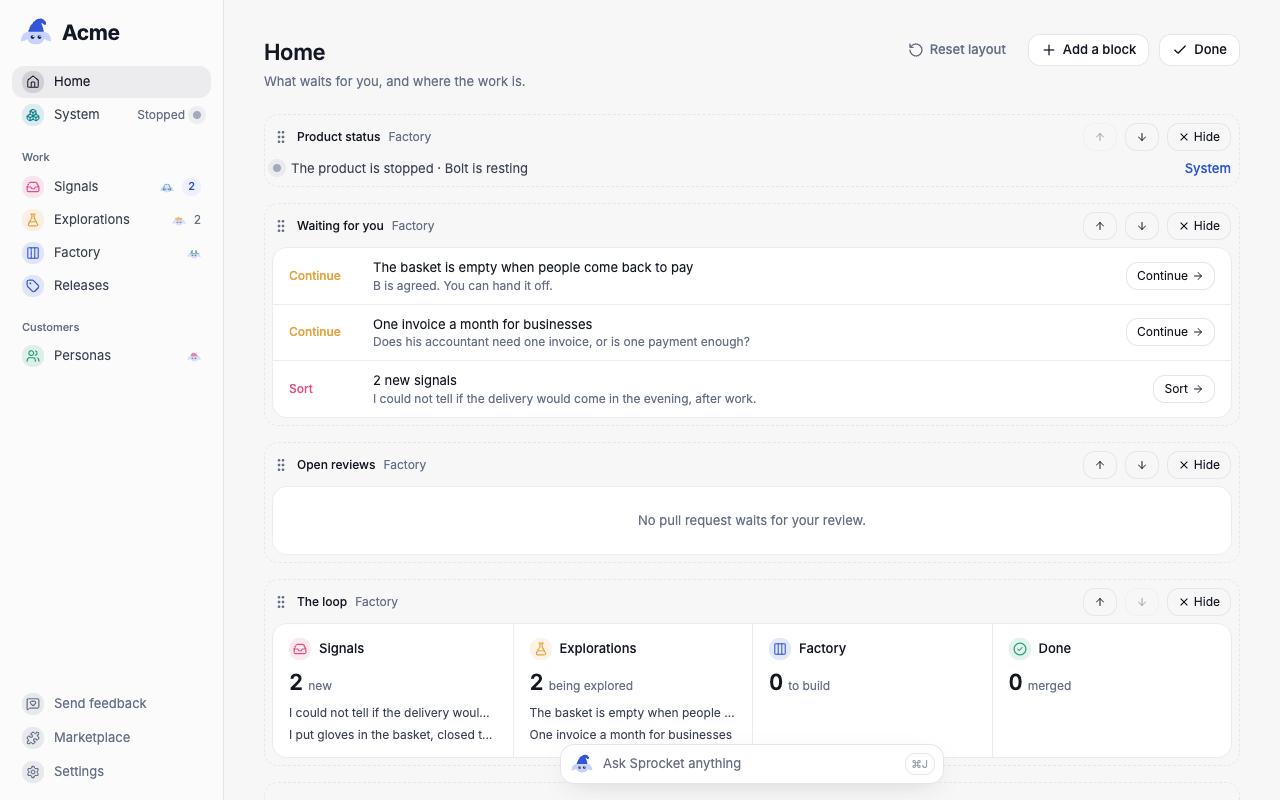 Acme
Home
System
Stopped
Work
Signals
2
Explorations
2
Factory
Releases
Customers
Personas
Send feedback
Marketplace
Settings
Home
What waits for you, and where the work is.
Reset layout
Add a block
Done
Product status Factory
Hide
The product is stopped · Bolt is resting
System
Waiting for you Factory
Hide
Continue
The basket is empty when people come back to pay
B is agreed. You can hand it off.
Continue
Continue
One invoice a month for businesses
Does his accountant need one invoice, or is one payment enough?
Continue
Sort
2 new signals
I could not tell if the delivery would come in the evening, after work.
Sort
Open reviews Factory
Hide
No pull request waits for your review.
The loop Factory
Hide
Signals
2 new
I could not tell if the delivery woul...
I put gloves in the basket, closed t...
Explorations
2 being explored
The basket is empty when people ...
One invoice a month for businesses
Factory
0 to build
Done
0 merged
Ask Sprocket anything
⌘J